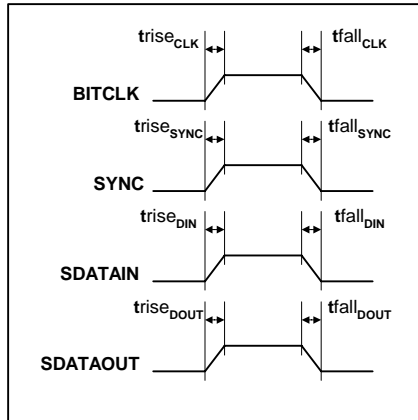 triseCLK tfallCLK
BITCLK
triseSYNC tfallSYNC
SYNC
triseDIN tfallDIN
SDATAIN
triseDOUT tfallDOUT
SDATAOUT